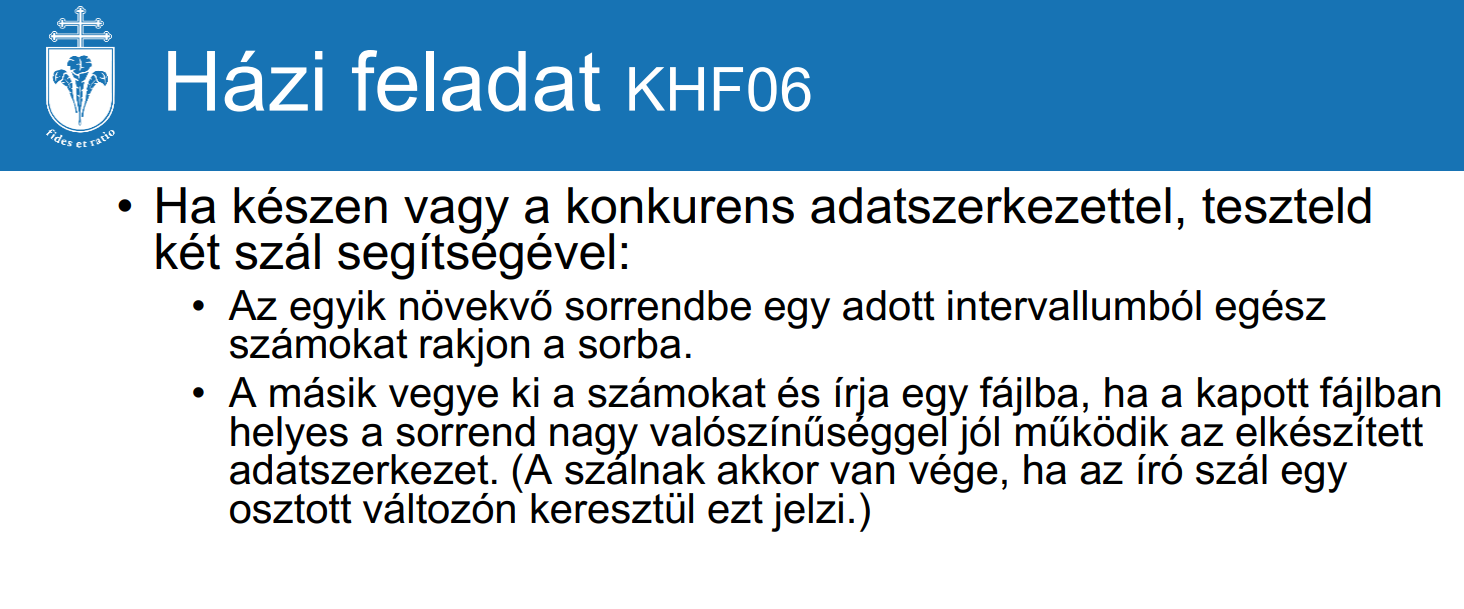 Házi feladat KHF06
fides et ratio
• Ha készen vagy a konkurens adatszerkezettel, teszteld
két szál segítségével:
• Az egyik növekvő sorrendbe egy adott intervallumból egész
számokat rakjon a sorba.
• A másik vegye ki a számokat és írja egy fájlba, ha a kapott fájlban
helyes a sorrend nagy valószínűséggel jól működik az elkészített
adatszerkezet. (A szálnak akkor van vége, ha az író szál egy
osztott változón keresztül ezt jelzi.)